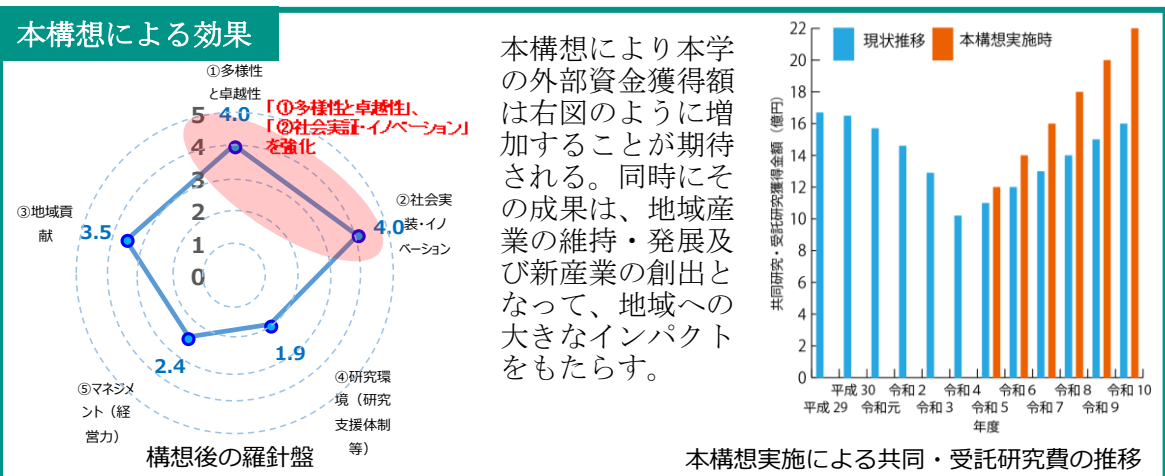 本構想による効果
①多様性
と卓越性
4.0
「①多様性と卓越性」、
「②社会実証・イノベーション」
を強化
5
4
3
2
1
0
②社会実
装・イノ
ベーション
4.0
③地域貢
献
3.5
2.4
1.9
④研究環
境（研究
支援体制
等）
⑤マネジメ
ント（経
営力）
構想後の羅針盤
本構想により本学
の外部資金獲得額
は右図のように増
加することが期待
される。同時にそ
の成果は、地域産
業の維持・発展及
び新産業の創出と
なって、地域への
大きなインパクト
をもたらす。
現状推移
本構想実施時
共同研究・受託研究獲得金額（億円）
22
20
18
16
14
12
10
8
6
4
2
0
平成 30 令和 2 令和 4 令和 6 令和 8 令和 10
平成 29 令和元 令和 3 令和 5 令和 7 令和 9
年度
本構想実施による共同・受託研究費の推移